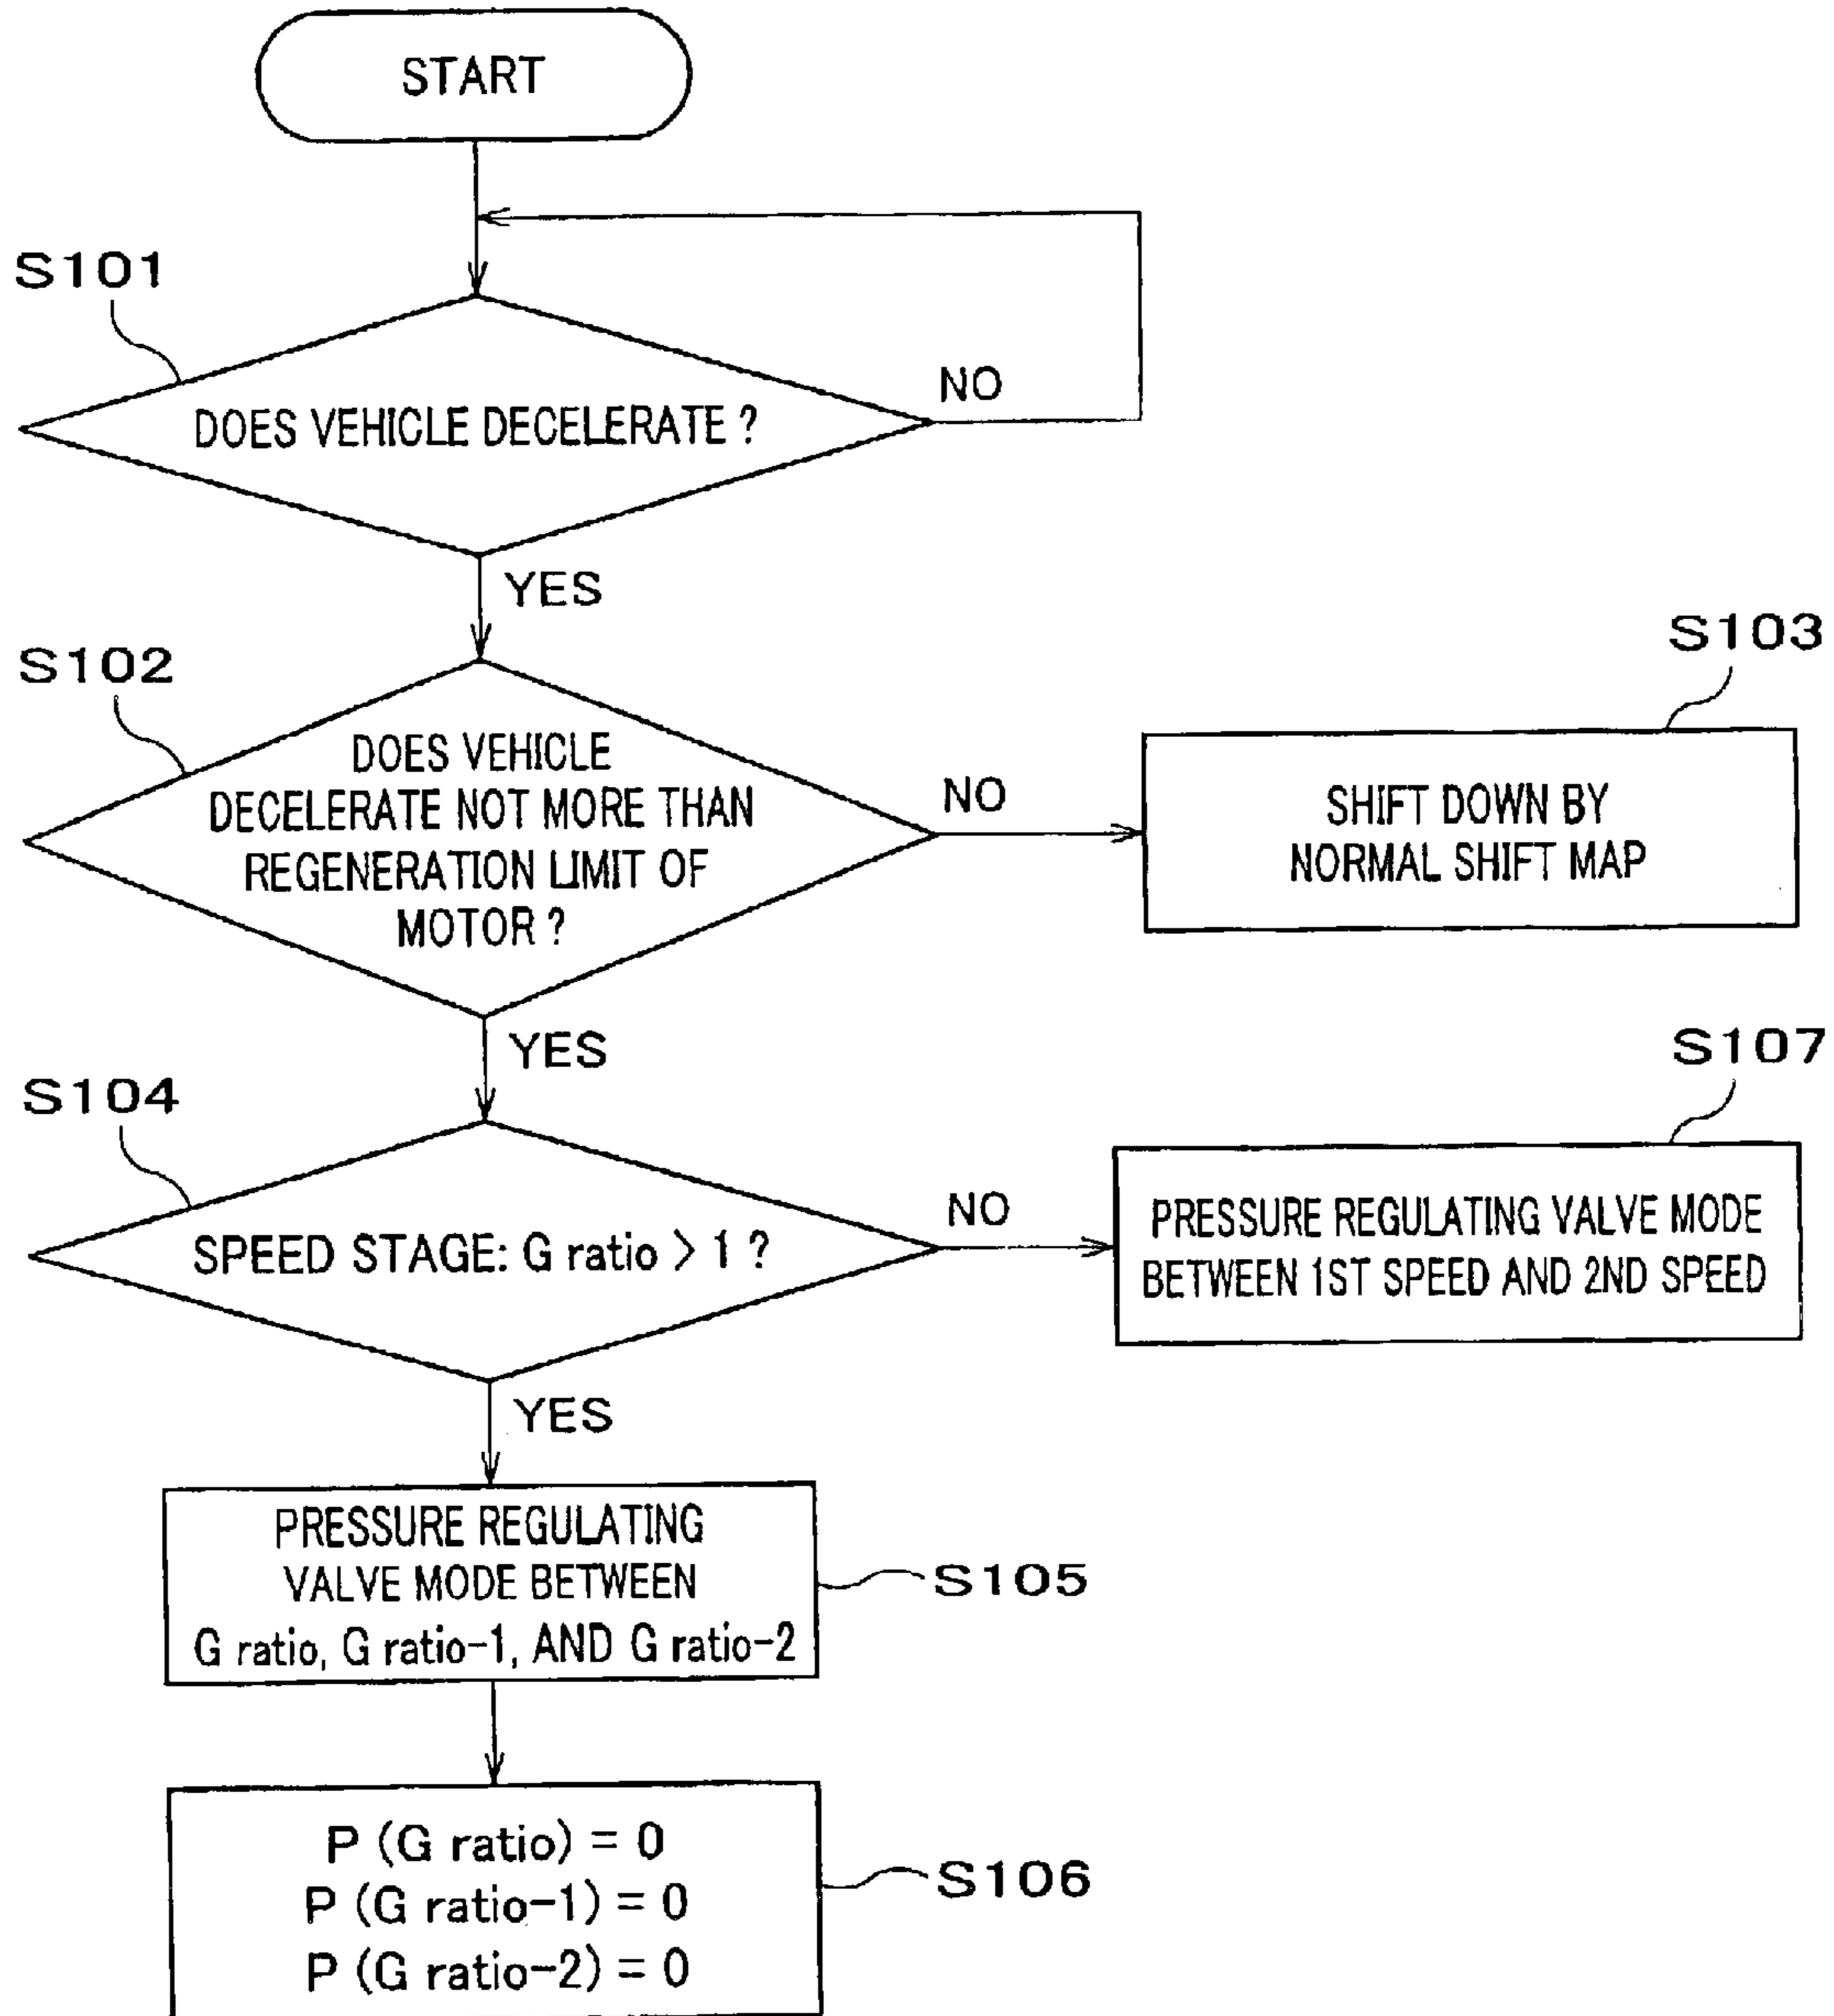 START
S101
NO
DOES VEHICLE DECELERATE ?
YES
S102
S103
DOES VEHICLE
DECELERATE NOT MORE THAN
REGENERATION LIMIT OF
MOTOR ?
NO
SHIFT DOWN BY
NORMAL SHIFT MAP
YES
S104
S107
SPEED STAGE: G ratio > 1 ?
NO
PRESSURE REGULATING VALVE MODE
BETWEEN 1ST SPEED AND 2ND SPEED
YES
PRESSURE REGULATING
VALVE MODE BETWEEN
G ratio, G ratio-1, AND G ratio-2
S105
P (G ratio) = 0
P (G ratio-1) = 0
P (G ratio-2) = 0
S106